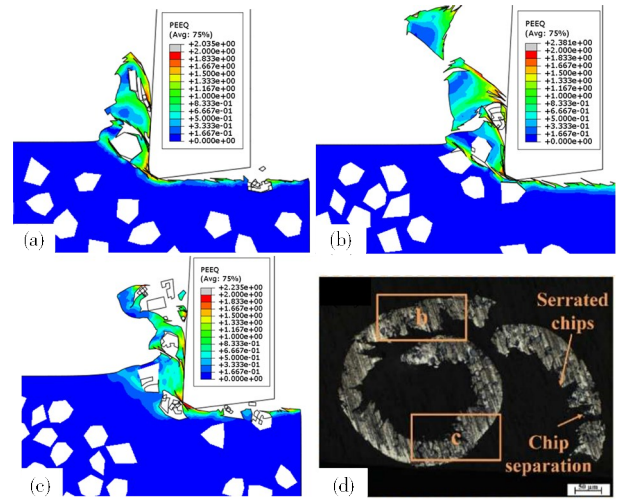 PEEQ
(Avg: 75%)
+2.035e+00
+2.000e+00
+1.833e+00
+1.667e+00
+1.500e+00
+1.333e+00
+1.167e+00
+1.000e+00
+8.333e-01
+6.667e-01
+5.000e-01
+3.333e-01
+1.667e-01
+0.000e+00
(a)
PEEQ
(Avg: 75%)
+2.381e+00
+2.000e+00
+1.833e+00
+1.667e+00
+1.500e+00
+1.333e+00
+1.167e+00
+1.000e+00
+8.333e-01
+6.667e-01
+5.000e-01
+3.333e-01
+1.667e-01
+0.000e+00
(b)
PEEQ
(Avg: 75%)
+2.235e+00
+2.000e+00
+1.833e+00
+1.667e+00
+1.500e+00
+1.333e+00
+1.167e+00
+1.000e+00
+8.333e-01
+6.667e-01
+5.000e-01
+3.333e-01
+1.667e-01
+0.000e+00
(c)
b
Serrated
chips
c
Chip
separation
50 μm
(d)